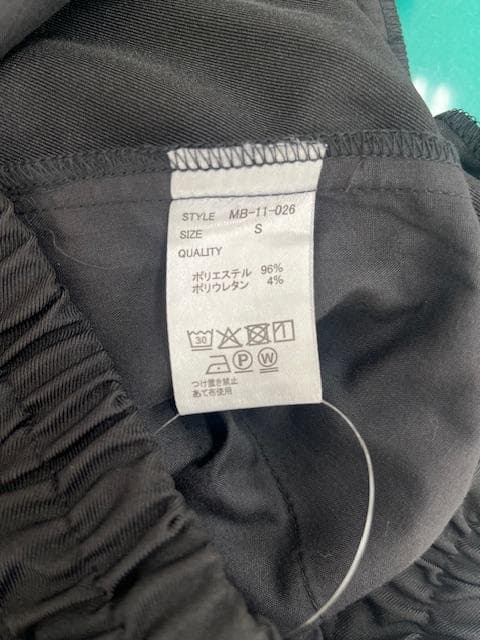 STYLE MB-11-026
SIZE S
QUALITY
ポリエステル 96%
ポリウレタン 4%
30
P W
つけ置き禁止
あて布使用